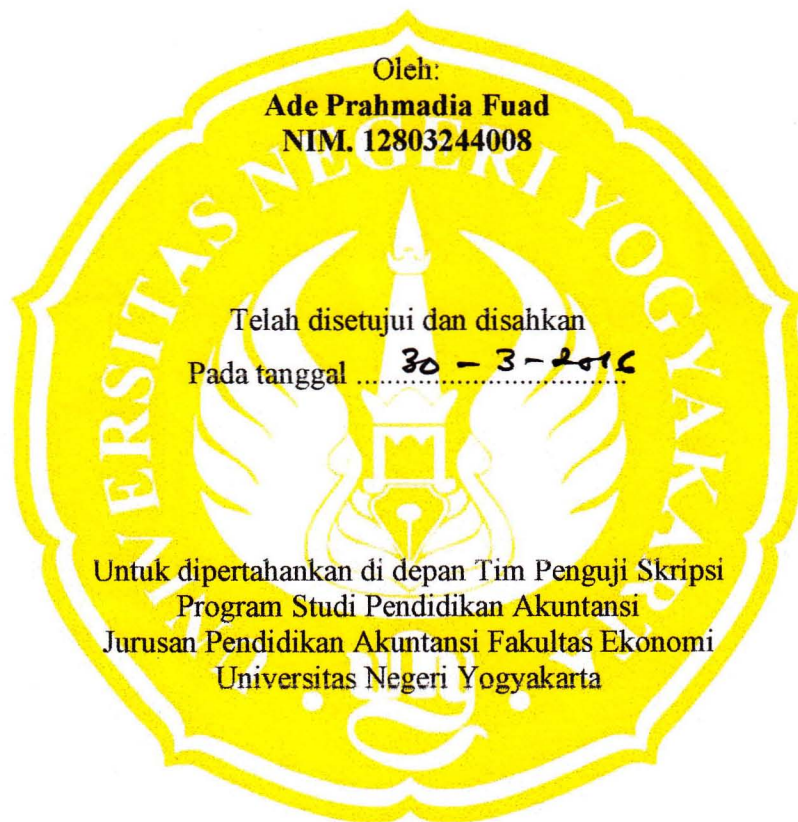 Oleh:
Ade Prahmadia Fuad
NIM. 12803244008
UNIVERSITAS NEGERI YOGYAKARTA
Telah disetujui dan disahkan
Pada tanggal .....30 - 3 - 2016.....
Untuk dipertahankan di depan Tim Penguji Skripsi
Program Studi Pendidikan Akuntansi
Jurusan Pendidikan Akuntansi Fakultas Ekonomi
Universitas Negeri Yogyakarta